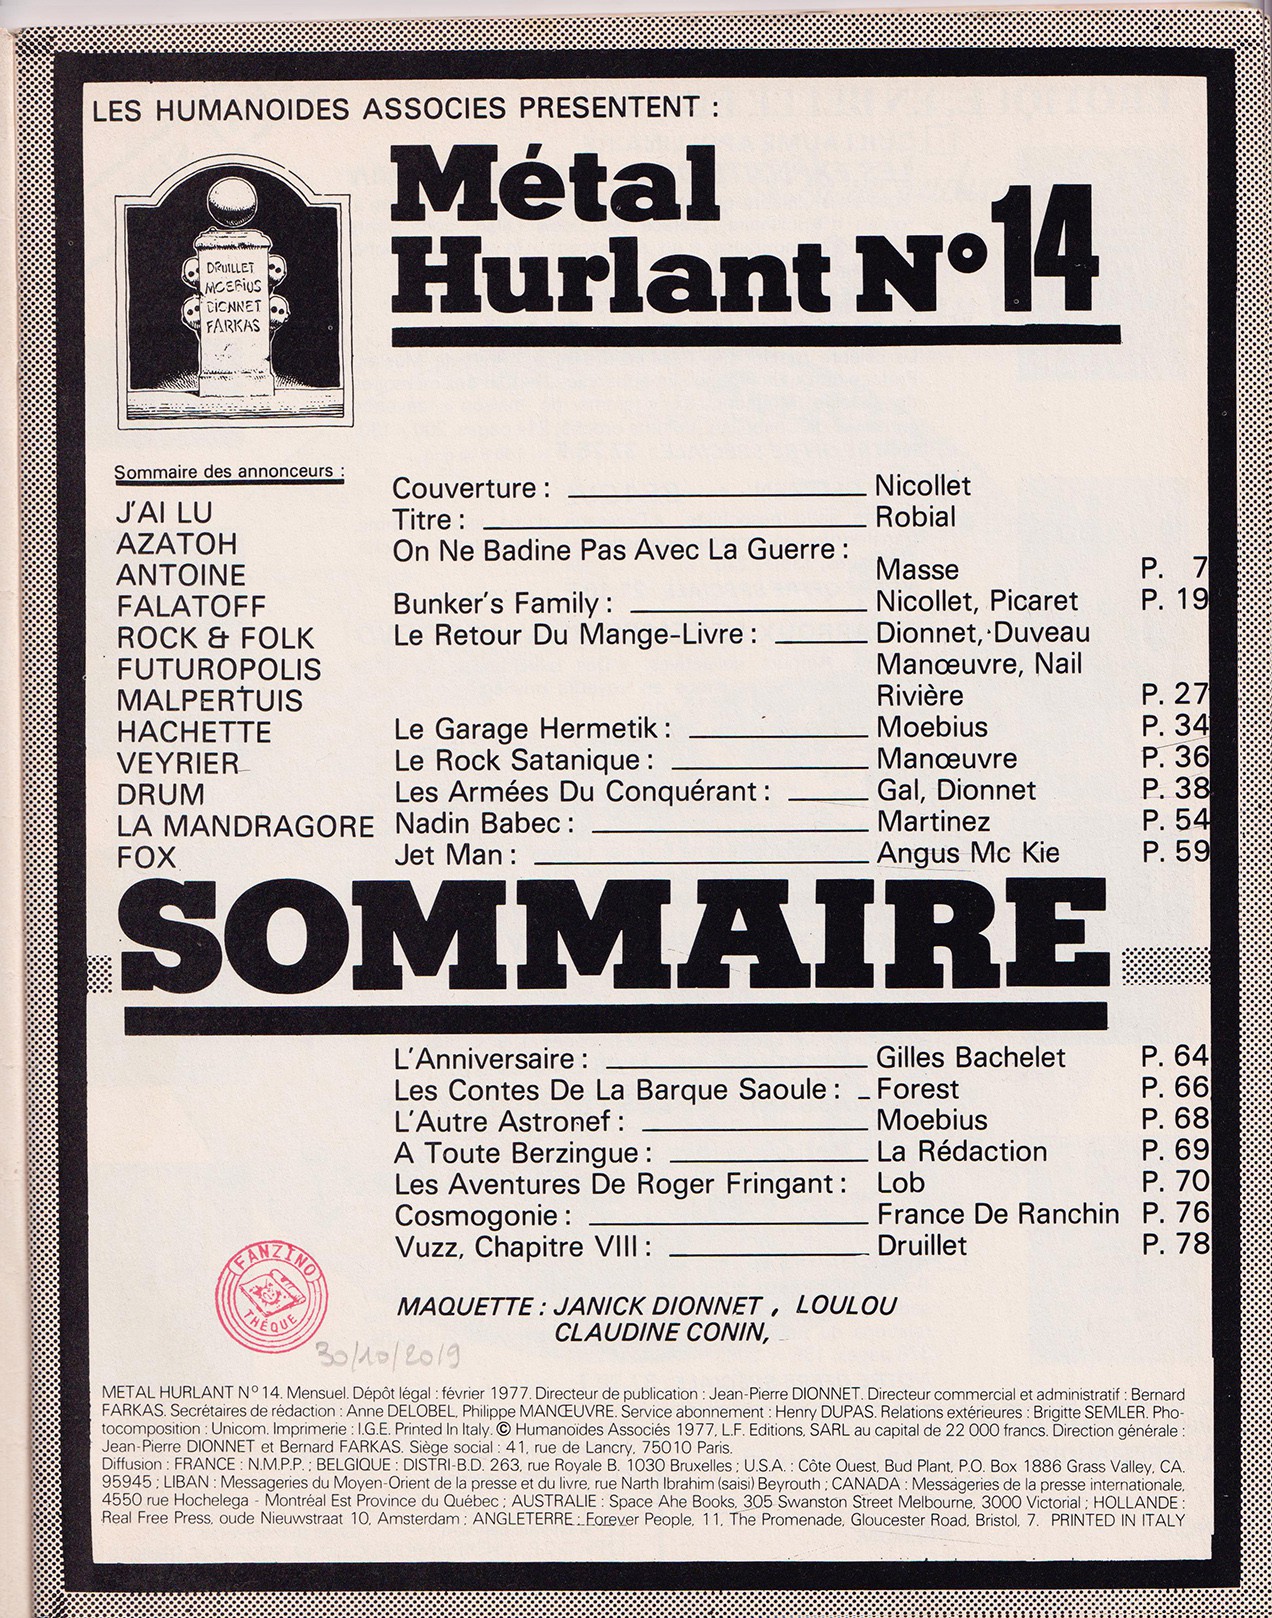 LES HUMANOIDES ASSOCIES PRESENTENT :
Métal
Hurlant Nº 14
DRUILLET
MOEBIUS
DIONNET
FARKAS
Sommaire des annonceurs :
J'AI LU
AZATOH
ANTOINE
FALATOFF
ROCK & FOLK
FUTUROPOLIS
MALPERTUIS
HACHETTE
VEYRIER
DRUM
LA MANDRAGORE
FOX
Couverture : Nicollet
Titre : Robial
On Ne Badine Pas Avec La Guerre :
Masse P. 7
Bunker's Family : Nicollet, Picaret P. 19
Le Retour Du Mange-Livre : Dionnet, Duveau
Manœuvre, Nail
Rivière P. 27
Le Garage Hermetik : Moebius P. 34
Le Rock Satanique : Manœuvre P. 36
Les Armées Du Conquérant : Gal, Dionnet P. 38
Nadin Babec : Martinez P. 54
Jet Man : Angus Mc Kie P. 59
SOMMAIRE
L'Anniversaire : Gilles Bachelet P. 64
Les Contes De La Barque Saoule : Forest P. 66
L'Autre Astronef : Moebius P. 68
A Toute Berzingue : La Rédaction P. 69
Les Aventures De Roger Fringant : Lob P. 70
Cosmogonie : France De Ranchin P. 76
Vuzz, Chapitre VIII : Druillet P. 78
FANZINO
THÈQUE
30/10/2019
MAQUETTE : JANICK DIONNET , LOULOU
CLAUDINE CONIN,
METAL HURLANT Nº 14. Mensuel. Dépôt légal : février 1977. Directeur de publication : Jean-Pierre DIONNET. Directeur commercial et administratif : Bernard
FARKAS. Secrétaires de rédaction : Anne DELOBEL, Philippe MANŒUVRE. Service abonnement : Henry DUPAS. Relations extérieures : Brigitte SEMLER. Pho-
tocomposition : Unicom. Imprimerie : I.G.E. Printed In Italy. © Humanoïdes Associés 1977, L.F. Editions, SARL au capital de 22 000 francs. Direction générale :
Jean-Pierre DIONNET et Bernard FARKAS. Siège social : 41, rue de Lancry, 75010 Paris.
Diffusion : FRANCE : N.M.P.P. ; BELGIQUE : DISTRI-B.D. 263, rue Royale B. 1030 Bruxelles ; U.S.A. : Côte Ouest, Bud Plant, P.O. Box 1886 Grass Valley, CA.
95945 ; LIBAN : Messageries du Moyen-Orient de la presse et du livre, rue Narth Ibrahim (saisi) Beyrouth ; CANADA : Messageries de la presse internationale,
4550 rue Hochelega - Montréal Est Province du Québec ; AUSTRALIE : Space Ahe Books, 305 Swanston Street Melbourne, 3000 Victorial ; HOLLANDE :
Real Free Press, oude Nieuwstraat 10, Amsterdam ; ANGLETERRE : Forever People, 11, The Promenade, Gloucester Road, Bristol, 7. PRINTED IN ITALY